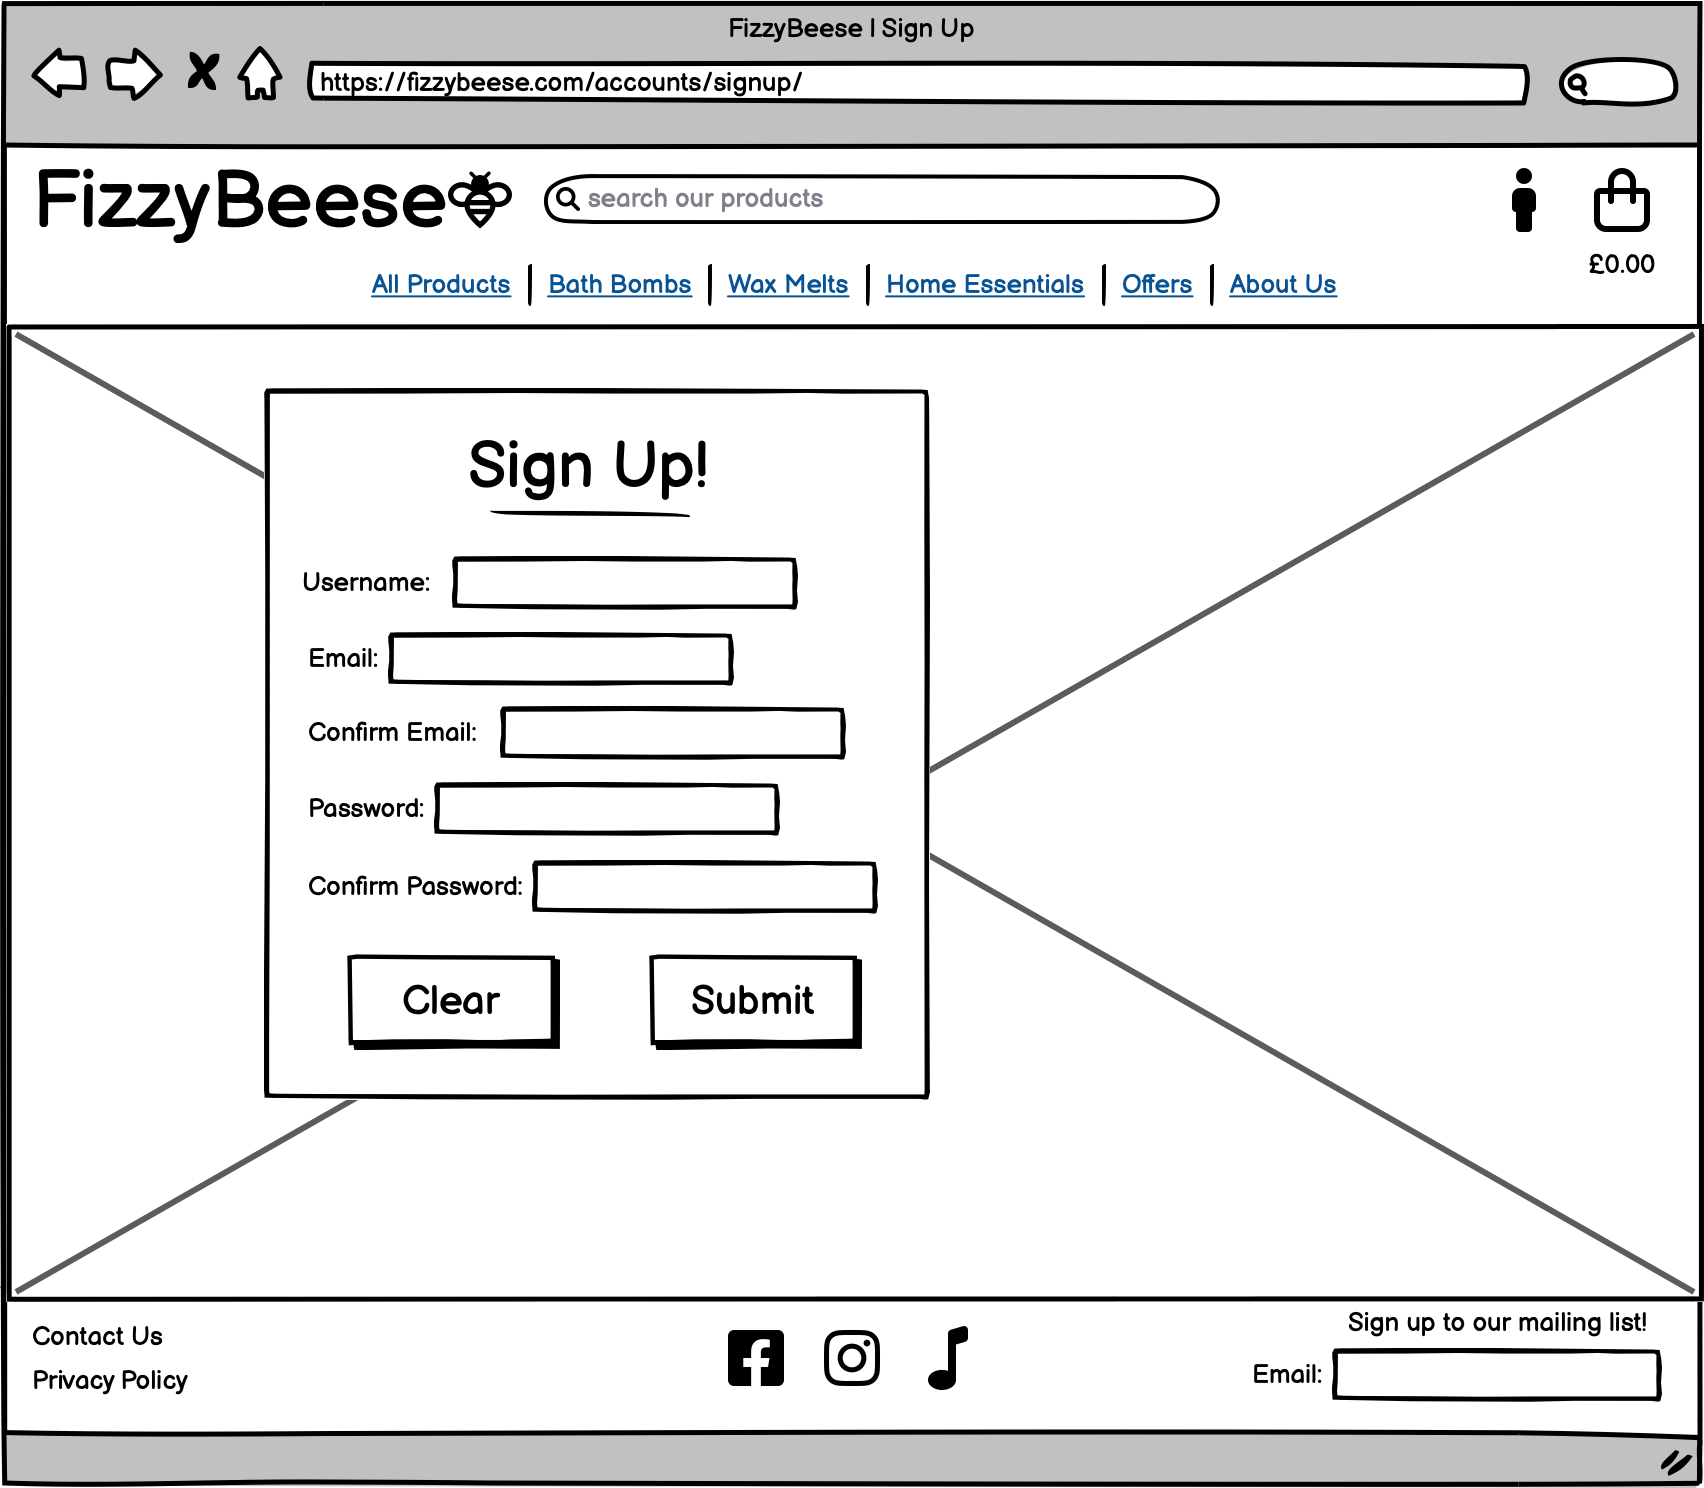 FizzyBeese | Sign Up
https://fizzybeese.com/accounts/signup/
FizzyBeese
search our products
£0.00
All Products | Bath Bombs | Wax Melts | Home Essentials | Offers | About Us
Sign Up!
Username:
Email:
Confirm Email:
Password:
Confirm Password:
Clear Submit
Contact Us
Privacy Policy
Sign up to our mailing list!
Email: